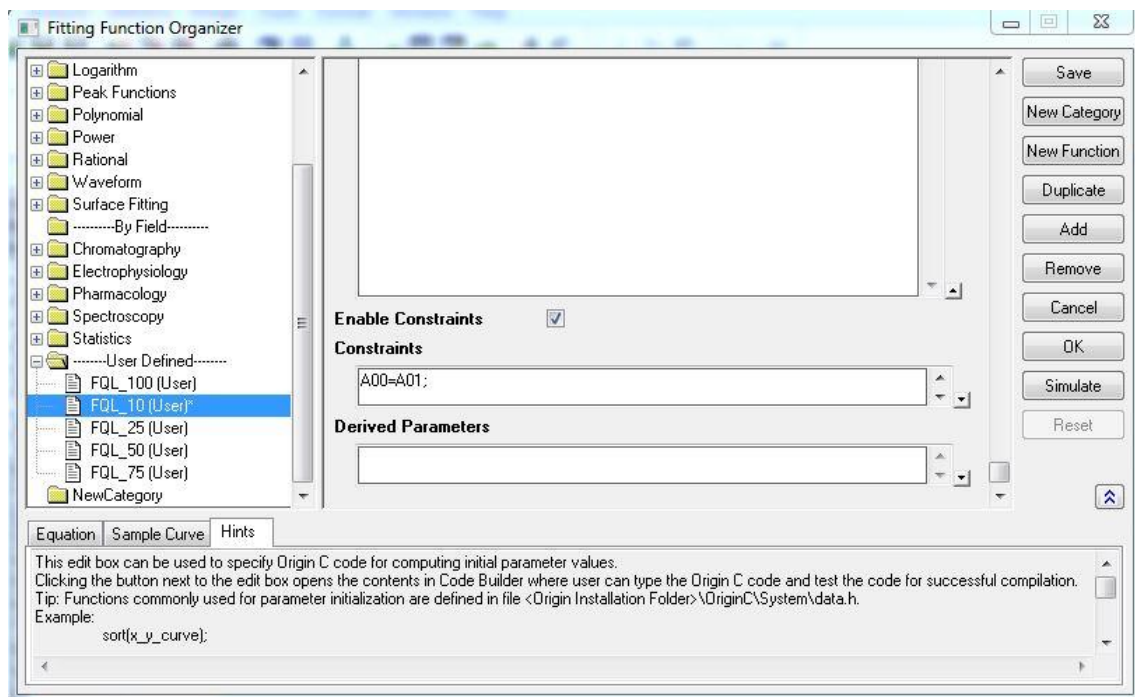 Fitting Function Organizer
Logarithm
Peak Functions
Polynomial
Power
Rational
Waveform
Surface Fitting
----------By Field----------
Chromatography
Electrophysiology
Pharmacology
Spectroscopy
Statistics
--------User Defined--------
FQL_100 (User)
FQL_10 (User)*
FQL_25 (User)
FQL_50 (User)
FQL_75 (User)
NewCategory
Enable Constraints
Constraints
A00=A01;
Derived Parameters
Save
New Category
New Function
Duplicate
Add
Remove
Cancel
OK
Simulate
Reset
Equation Sample Curve Hints
This edit box can be used to specify Origin C code for computing initial parameter values.
Clicking the button next to the edit box opens the contents in Code Builder where user can type the Origin C code and test the code for successful compilation.
Tip: Functions commonly used for parameter initialization are defined in file <Origin Installation Folder>\OriginC\System\data.h.
Example:
sort(x_y_curve);